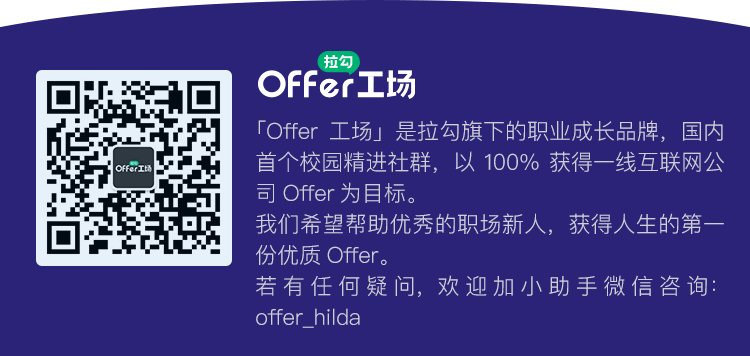 拉勾
Offer工场
Offer工场
「Offer 工场」是拉勾旗下的职业成长品牌，国内
首个校园精进社群，以 100% 获得一线互联网公
司 Offer 为目标。
我们希望帮助优秀的职场新人，获得人生的第一
份优质 Offer。
若有任何疑问，欢迎加小助手微信咨询：
offer_hilda